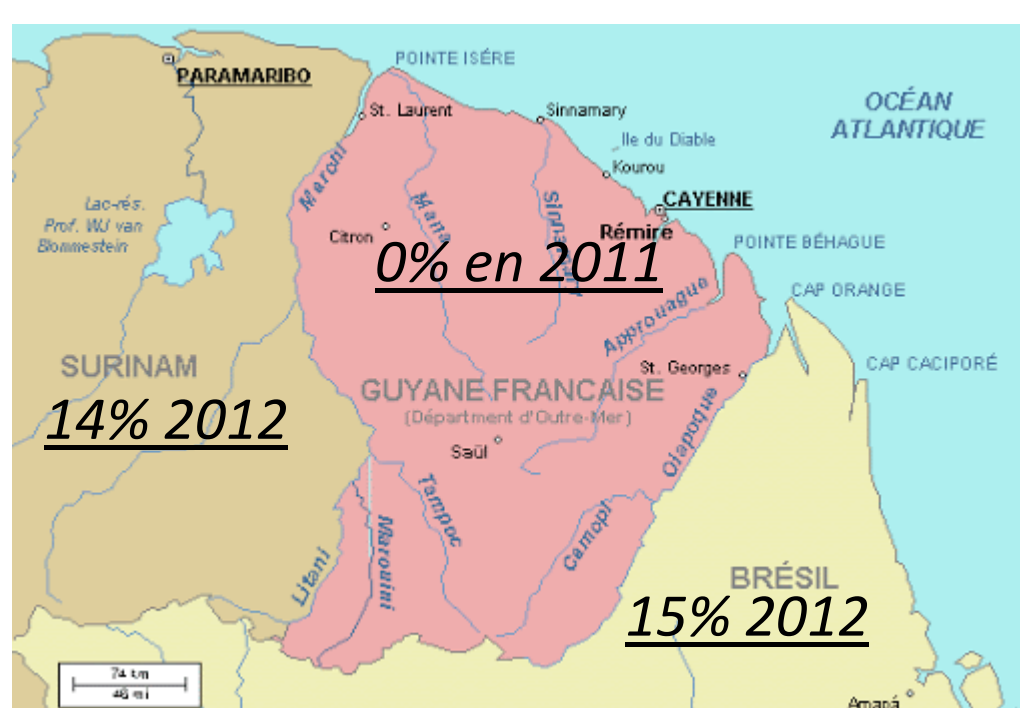 POINTE ISÉRE
PARAMARIBO
St. Laurent
Sinnamary
OCÉAN
ATLANTIQUE
Ile du Diable
Kourou
Maroni
CAYENNE
Lac-rés.
Prof. WJ van
Blommestein
Mana
Sinnamary
Citron
Rémire
POINTE BÉHAGUE
0% en 2011
CAP ORANGE
Approuague
SURINAM
CAP CACIPORÉ
St. Georges
GUYANE FRANCAISE
(Départment d'Outre-Mer)
14% 2012
Oiapoque
Saül
Tampoc
Camopi
Marouini
Litani
BRÉSIL
15% 2012
74 km
46 mi
Amapá